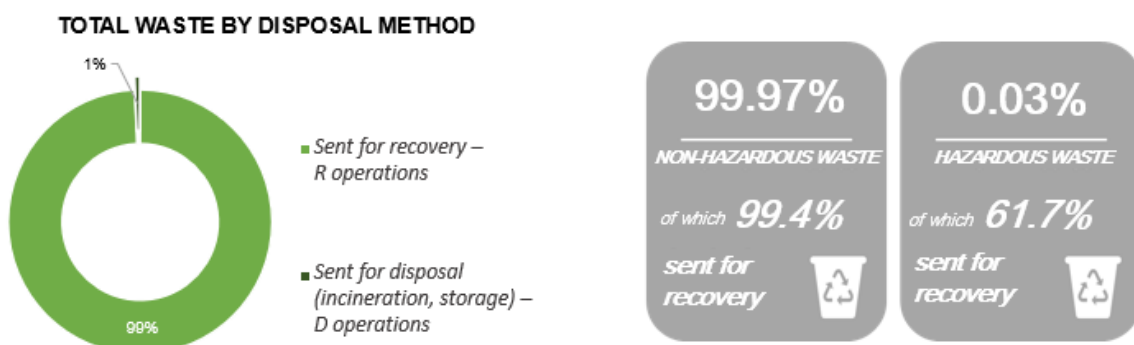 TOTAL WASTE BY DISPOSAL METHOD
1%
99%
Sent for recovery –
R operations
Sent for disposal
(incineration, storage) –
D operations
99.97%
NON-HAZARDOUS WASTE
of which 99.4%
sent for
recovery
0.03%
HAZARDOUS WASTE
of which 61.7%
sent for
recovery